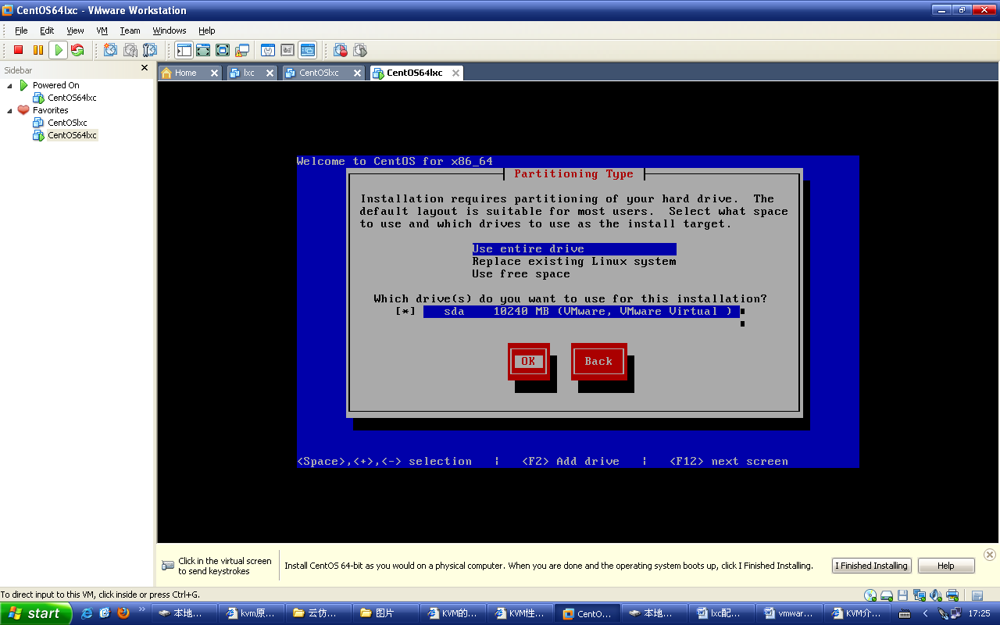 CentOS64lxc - VMware Workstation
File Edit View VM Team Windows Help
Sidebar
Powered On
CentOS64lxc
Favorites
CentOSlxc
CentOS64lxc
Home
lxc
CentOSlxc
CentOS64lxc
Welcome to CentOS for x86_64
Partitioning Type
Installation requires partitioning of your hard drive. The
default layout is suitable for most users. Select what space
to use and which drives to use as the install target.
Use entire drive
Replace existing Linux system
Use free space
Which drive(s) do you want to use for this installation?
[*] sda 10240 MB (VMware, VMware Virtual )
OK Back
<Space>,<+>,<-> selection | <F2> Add drive | <F12> next screen
Click in the virtual screen
to send keystrokes
Install CentOS 64-bit as you would on a physical computer. When you are done and the operating system boots up, click I Finished Installing.
I Finished Installing
Help
To direct input to this VM, click inside or press Ctrl+G.
start
本地...
kvm原...
云仿...
图片
KVM的...
KVM性...
CentO...
本地...
lxc配...
vmwar...
KVM介...
17:25